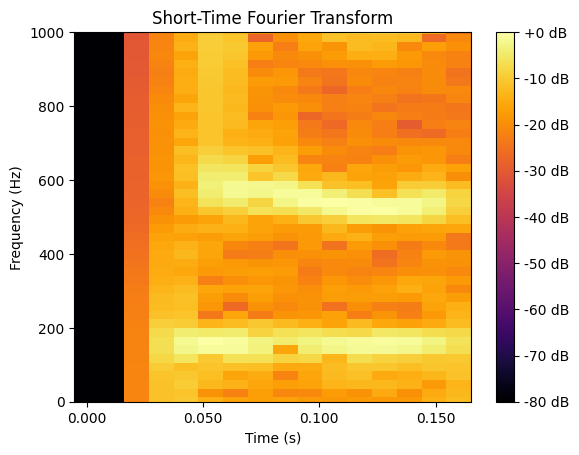 Short-Time Fourier Transform
Frequency (Hz)
1000
800
600
400
200
0
0.000
0.050
0.100
0.150
Time (s)
+0 dB
-10 dB
-20 dB
-30 dB
-40 dB
-50 dB
-60 dB
-70 dB
-80 dB